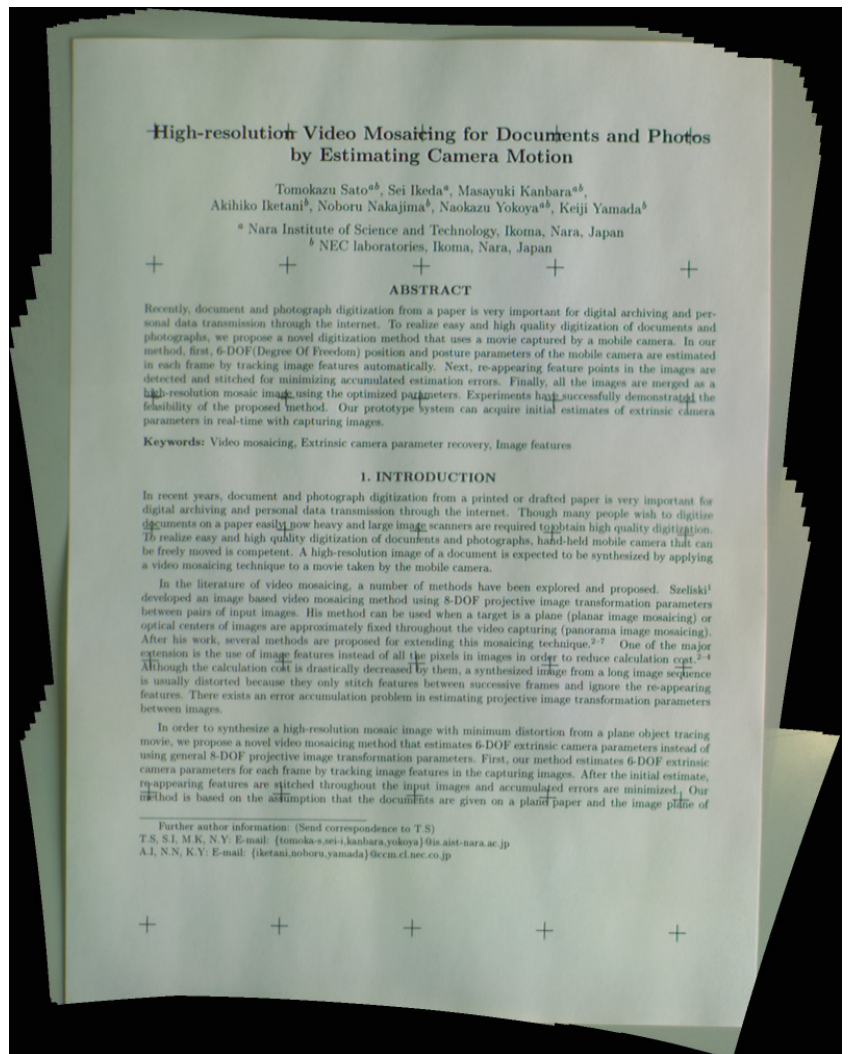 High-resolution Video Mosaicing for Documents and Photos
by Estimating Camera Motion
Tomokazu Satoᵃᵇ, Sei Ikedaᵃ, Masayuki Kanbaraᵃᵇ,
Akihiko Iketaniᵇ, Noboru Nakajimaᵇ, Naokazu Yokoyaᵃᵇ, Keiji Yamadaᵇ
ᵃ Nara Institute of Science and Technology, Ikoma, Nara, Japan
ᵇ NEC laboratories, Ikoma, Nara, Japan
ABSTRACT
Recently, document and photograph digitization from a paper is very important for digital archiving and per-
sonal data transmission through the internet. To realize easy and high quality digitization of documents and
photographs, we propose a novel digitization method that uses a movie captured by a mobile camera. In our
method, first, 6-DOF(Degree Of Freedom) position and posture parameters of the mobile camera are estimated
in each frame by tracking image features automatically. Next, re-appearing feature points in the images are
detected and stitched for minimizing accumulated estimation errors. Finally, all the images are merged as a
high-resolution mosaic image using the optimized parameters. Experiments have successfully demonstrated the
feasibility of the proposed method. Our prototype system can acquire initial estimates of extrinsic camera
parameters in real-time with capturing images.
Keywords: Video mosaicing, Extrinsic camera parameter recovery, Image features
1. INTRODUCTION
In recent years, document and photograph digitization from a printed or drafted paper is very important for
digital archiving and personal data transmission through the internet. Though many people wish to digitize
documents on a paper easily, now heavy and large image scanners are required to obtain high quality digitization.
To realize easy and high quality digitization of documents and photographs, hand-held mobile camera that can
be freely moved is competent. A high-resolution image of a document is expected to be synthesized by applying
a video mosaicing technique to a movie taken by the mobile camera.
In the literature of video mosaicing, a number of methods have been explored and proposed. Szeliski¹
developed an image based video mosaicing method using 8-DOF projective image transformation parameters
between pairs of input images. His method can be used when a target is a plane (planar image mosaicing) or
optical centers of images are approximately fixed throughout the video capturing (panorama image mosaicing).
After his work, several methods are proposed for extending this mosaicing technique.²⁻⁷ One of the major
extension is the use of image features instead of all the pixels in images in order to reduce calculation cost.²⁻⁴
Although the calculation cost is drastically decreased by them, a synthesized image from a long image sequence
is usually distorted because they only stitch features between successive frames and ignore the re-appearing
features. There exists an error accumulation problem in estimating projective image transformation parameters
between images.
In order to synthesize a high-resolution mosaic image with minimum distortion from a plane object tracing
movie, we propose a novel video mosaicing method that estimates 6-DOF extrinsic camera parameters instead of
using general 8-DOF projective image transformation parameters. First, our method estimates 6-DOF extrinsic
camera parameters for each frame by tracking image features in the capturing images. After the initial estimate,
re-appearing features are stitched throughout the input images and accumulated errors are minimized. Our
method is based on the assumption that the documents are given on a planer paper and the image plane of
Further author information: (Send correspondence to T.S)
T.S, S.I, M.K, N.Y: E-mail: {tomoka-s,sei-i,kanbara,yokoya}@is.aist-nara.ac.jp
A.I, N.N, K.Y: E-mail: {iketani,noboru,yamada}@ccm.cl.nec.co.jp